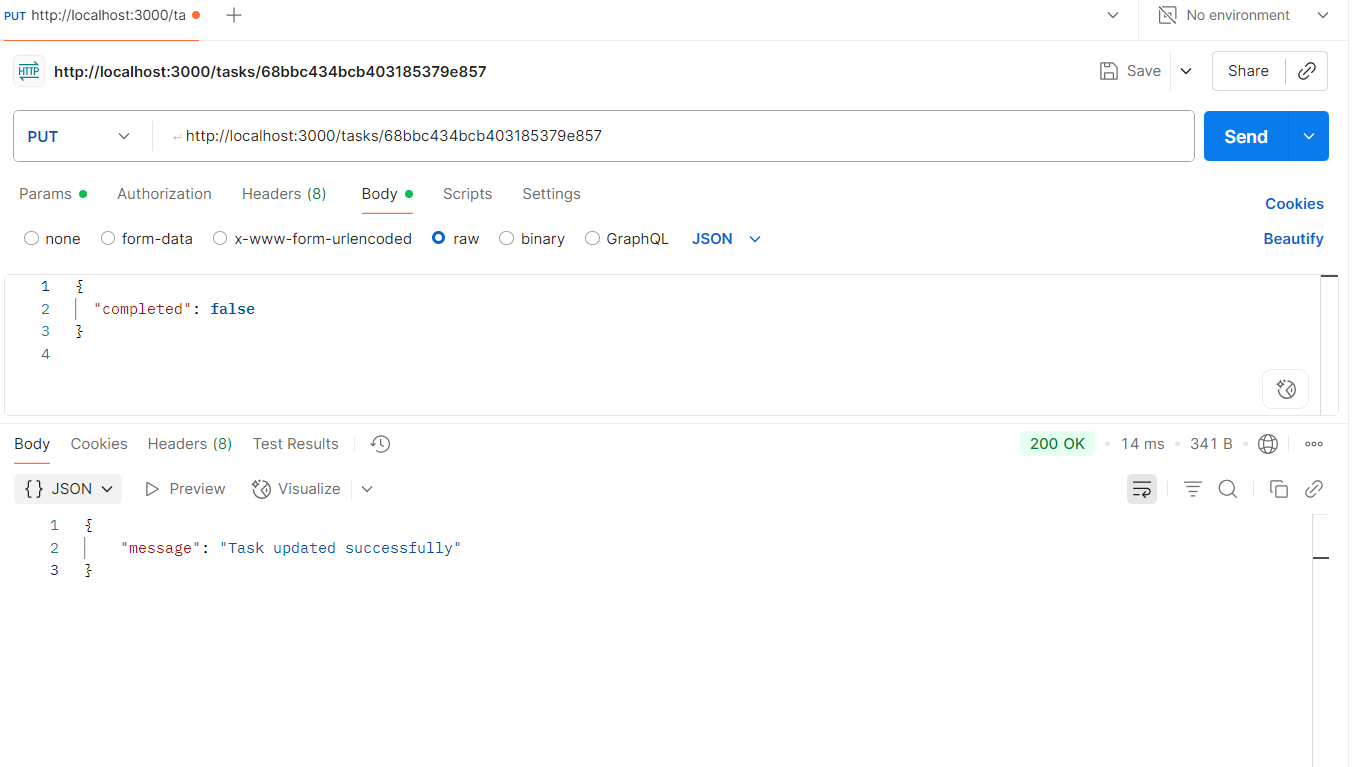 PUT http://localhost:3000/ta No environment
HTTP http://localhost:3000/tasks/68bbc434bcb403185379e857 Save Share
PUT http://localhost:3000/tasks/68bbc434bcb403185379e857 Send
Params Authorization Headers (8) Body Scripts Settings Cookies
none form-data x-www-form-urlencoded raw binary GraphQL JSON Beautify
1 {
2 "completed": false
3 }
4
Body Cookies Headers (8) Test Results 200 OK 14 ms 341 B
{} JSON Preview Visualize
1 {
2 "message": "Task updated successfully"
3 }